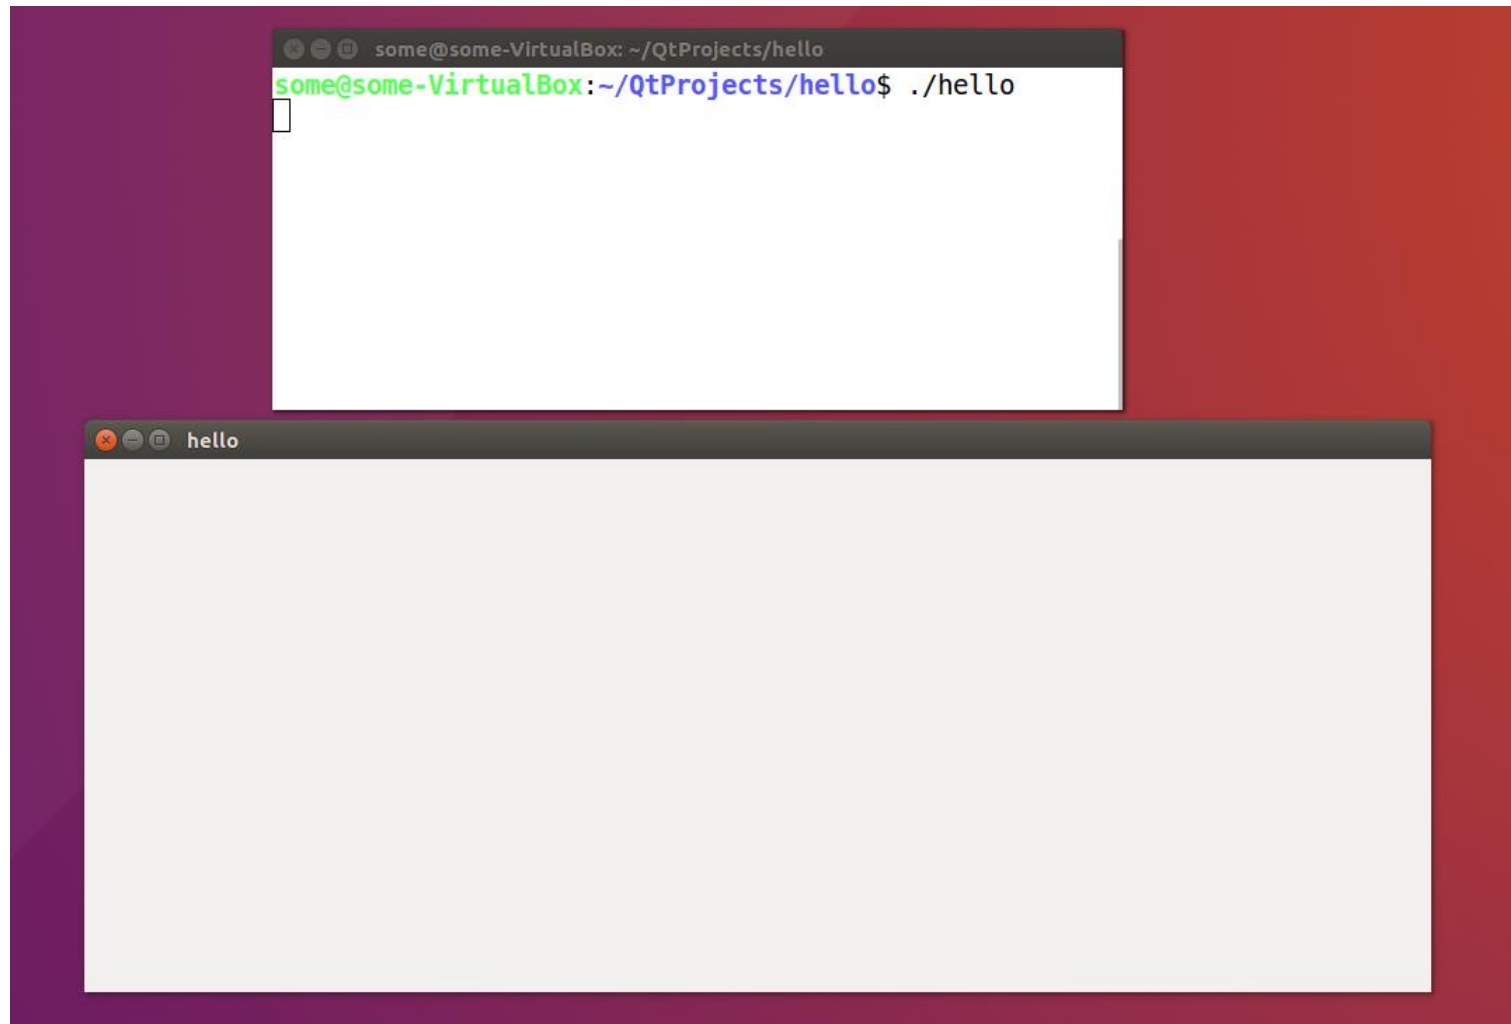 some@some-VirtualBox: ~/QtProjects/hello
some@some-VirtualBox:~/QtProjects/hello$ ./hello
hello